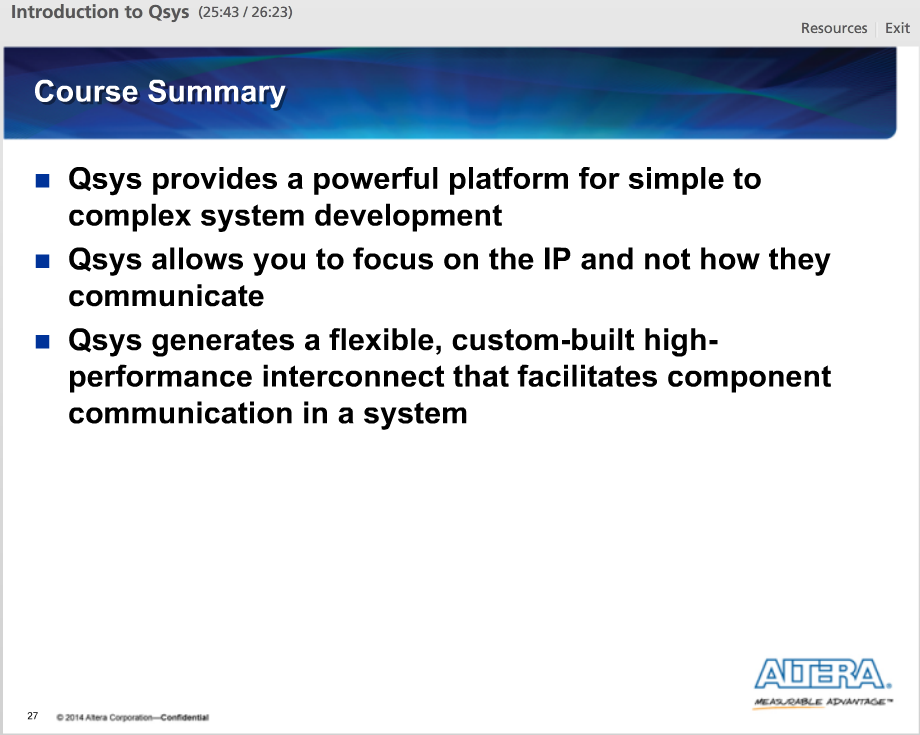 Introduction to Qsys (25:43 / 26:23)
Resources Exit
Course Summary
Qsys provides a powerful platform for simple to
complex system development
Qsys allows you to focus on the IP and not how they
communicate
Qsys generates a flexible, custom-built high-
performance interconnect that facilitates component
communication in a system
ALTERA®
MEASURABLE ADVANTAGE™
27 © 2014 Altera Corporation—Confidential